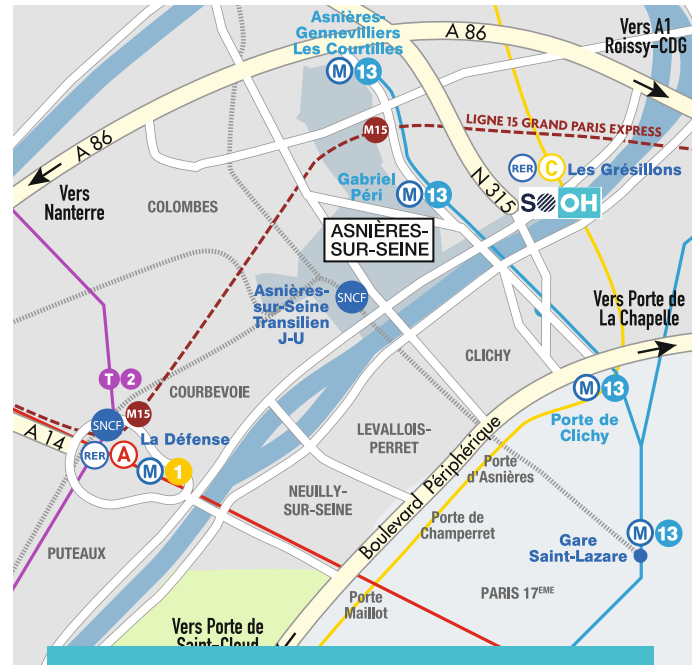 Asnières-
Gennevilliers
Les Courtilles
M 13
A 86
Vers A1
Roissy-CDG
M15
LIGNE 15 GRAND PARIS EXPRESS
A 86
Vers
Nanterre
COLOMBES
Gabriel
Péri
M 13
N 315
RER C Les Grésillons
SOOH
ASNIÈRES-
SUR-SEINE
Asnières-
sur-Seine
Transilien
J-U
SNCF
Vers Porte de
La Chapelle
CLICHY
T 2
COURBEVOIE
M15
SNCF
A 14
La Défense
RER A M 1
LEVALLOIS-
PERRET
Boulevard Périphérique
M 13
Porte de
Clichy
Porte
d'Asnières
NEUILLY-
SUR-SEINE
Porte de
Champerret
PUTEAUX
M 13
Gare
Saint-Lazare
PARIS 17EME
Porte
Maillot
Vers Porte de
Saint-Cloud